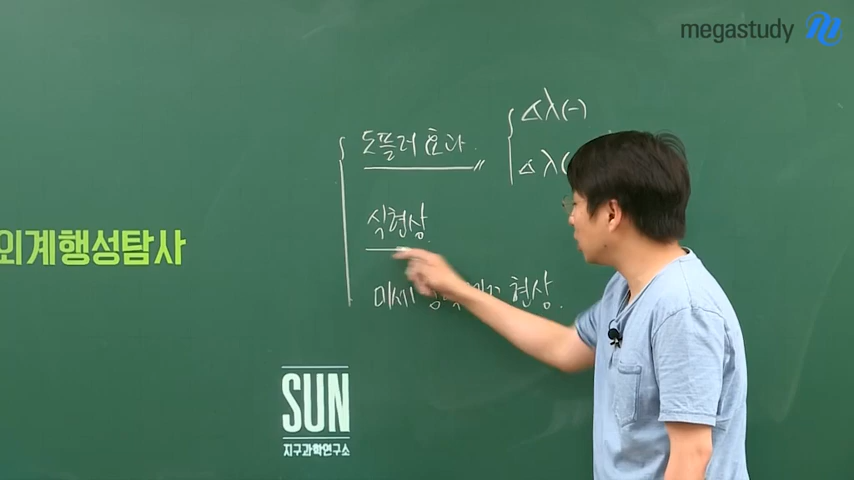 megastudy
도플러 효과.
Δλ(-)
Δλ(
식현상.
미세 현상.
외계행성탐사
SUN
지구과학연구소